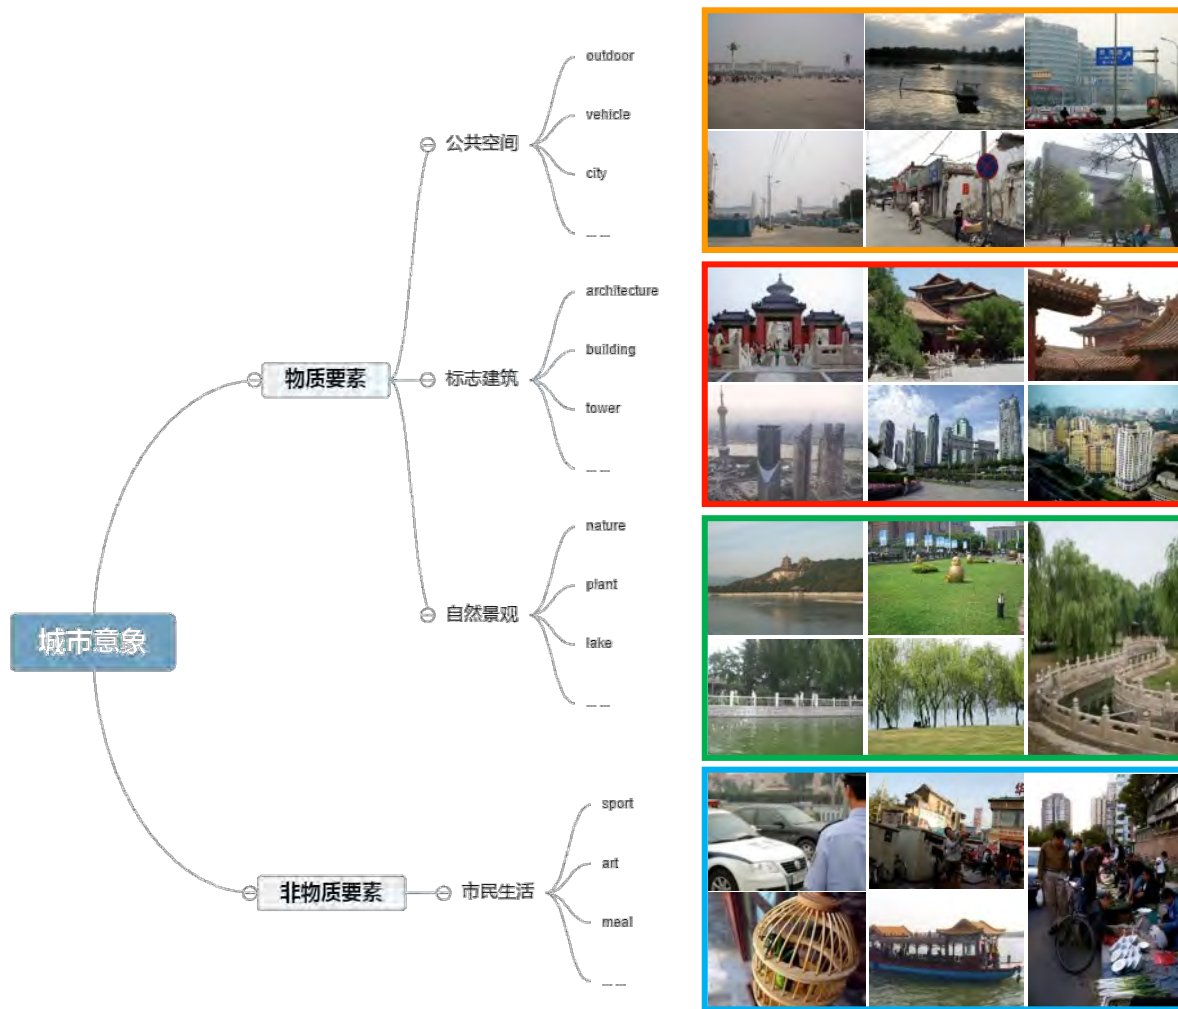 outdoor
vehicle
公共空间
city
... ...
architecture
building
物质要素
标志建筑
tower
... ...
nature
plant
自然景观
城市意象
lake
... ...
sport
art
非物质要素
市民生活
meal
... ...